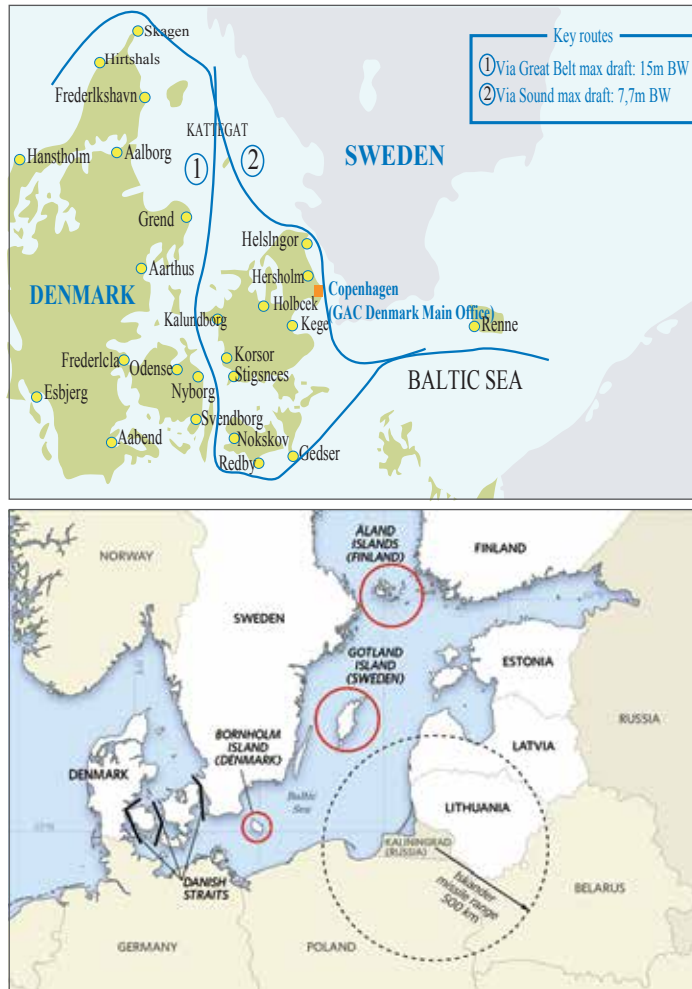 Skagen
Hirtshals
Frederlkshavn
KATTEGAT
Hanstholm
Aalborg
1
2
SWEDEN
Key routes
1 Via Great Belt max draft: 15m BW
2 Via Sound max draft: 7,7m BW
Grend
Helslngor
Aarthus
Hersholm
DENMARK
Copenhagen
(GAC Denmark Main Office)
Holbcek
Kalundborg
Kege
Renne
Frederlcla
Odense
Korsor
Stigsnces
BALTIC SEA
Esbjerg
Nyborg
Svendborg
Aabend
Nokskov
Redby
Gedser
NORWAY
ÅLAND
ISLANDS
(FINLAND)
FINLAND
SWEDEN
GOTLAND
ISLAND
(SWEDEN)
ESTONIA
RUSSIA
BORNHOLM
ISLAND
(DENMARK)
LATVIA
DENMARK
Baltic
Sea
LITHUANIA
KALININGRAD
(RUSSIA)
Iskander
missile range
500 km
BELARUS
DANISH
STRAITS
GERMANY
POLAND